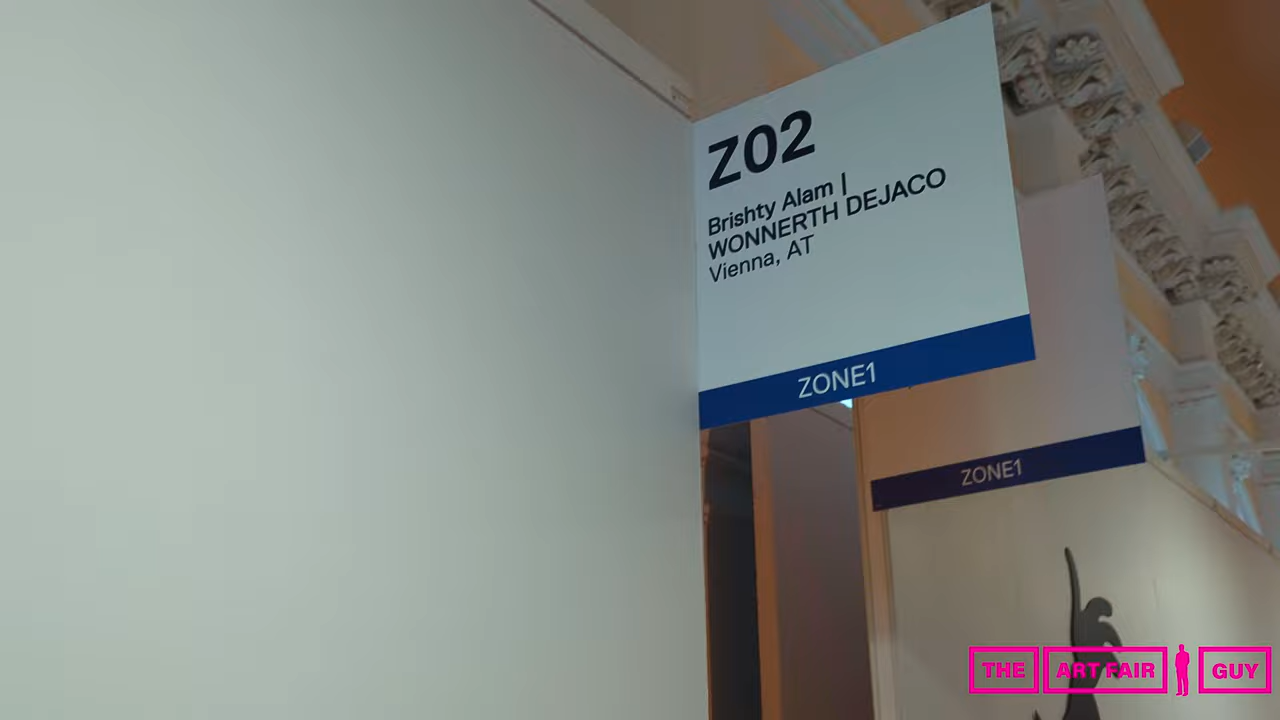 Z02
Brishty Alam |
WONNERTH DEJACO
Vienna, AT
ZONE1
ZONE1
THE ART FAIR GUY